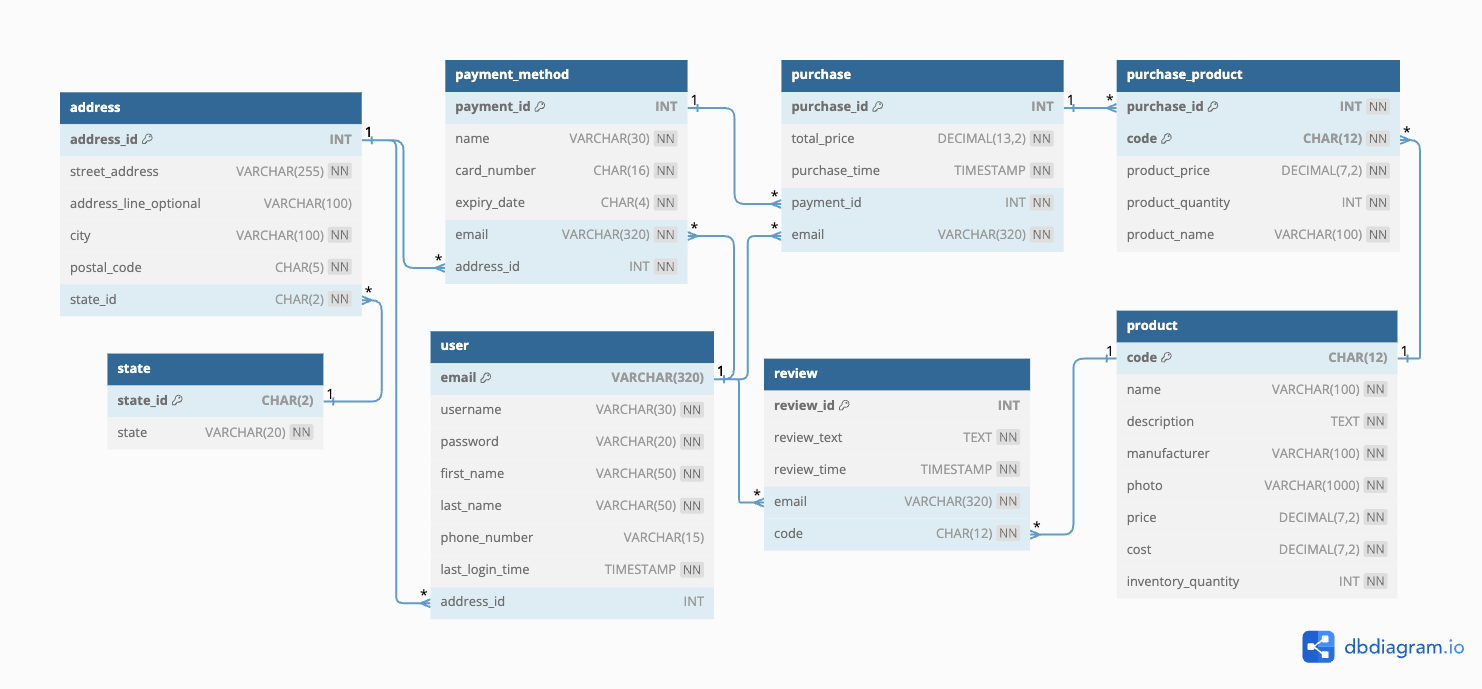 address
address_id INT
street_address VARCHAR(255) NN
address_line_optional VARCHAR(100)
city VARCHAR(100) NN
postal_code CHAR(5) NN
state_id CHAR(2) NN
1
*
state
state_id CHAR(2)
state VARCHAR(20) NN
1
payment_method
payment_id INT
name VARCHAR(30) NN
card_number CHAR(16) NN
expiry_date CHAR(4) NN
email VARCHAR(320) NN
address_id INT NN
1
*
*
user
email VARCHAR(320)
username VARCHAR(30) NN
password VARCHAR(20) NN
first_name VARCHAR(50) NN
last_name VARCHAR(50) NN
phone_number VARCHAR(15)
last_login_time TIMESTAMP NN
address_id INT
1
*
purchase
purchase_id INT
total_price DECIMAL(13,2) NN
purchase_time TIMESTAMP NN
payment_id INT NN
email VARCHAR(320) NN
1
*
*
review
review_id INT
review_text TEXT NN
review_time TIMESTAMP NN
email VARCHAR(320) NN
code CHAR(12) NN
*
*
purchase_product
purchase_id INT NN
code CHAR(12) NN
product_price DECIMAL(7,2) NN
product_quantity INT NN
product_name VARCHAR(100) NN
*
*
product
code CHAR(12)
name VARCHAR(100) NN
description TEXT NN
manufacturer VARCHAR(100) NN
photo VARCHAR(1000) NN
price DECIMAL(7,2) NN
cost DECIMAL(7,2) NN
inventory_quantity INT NN
1
1
dbdiagram.io